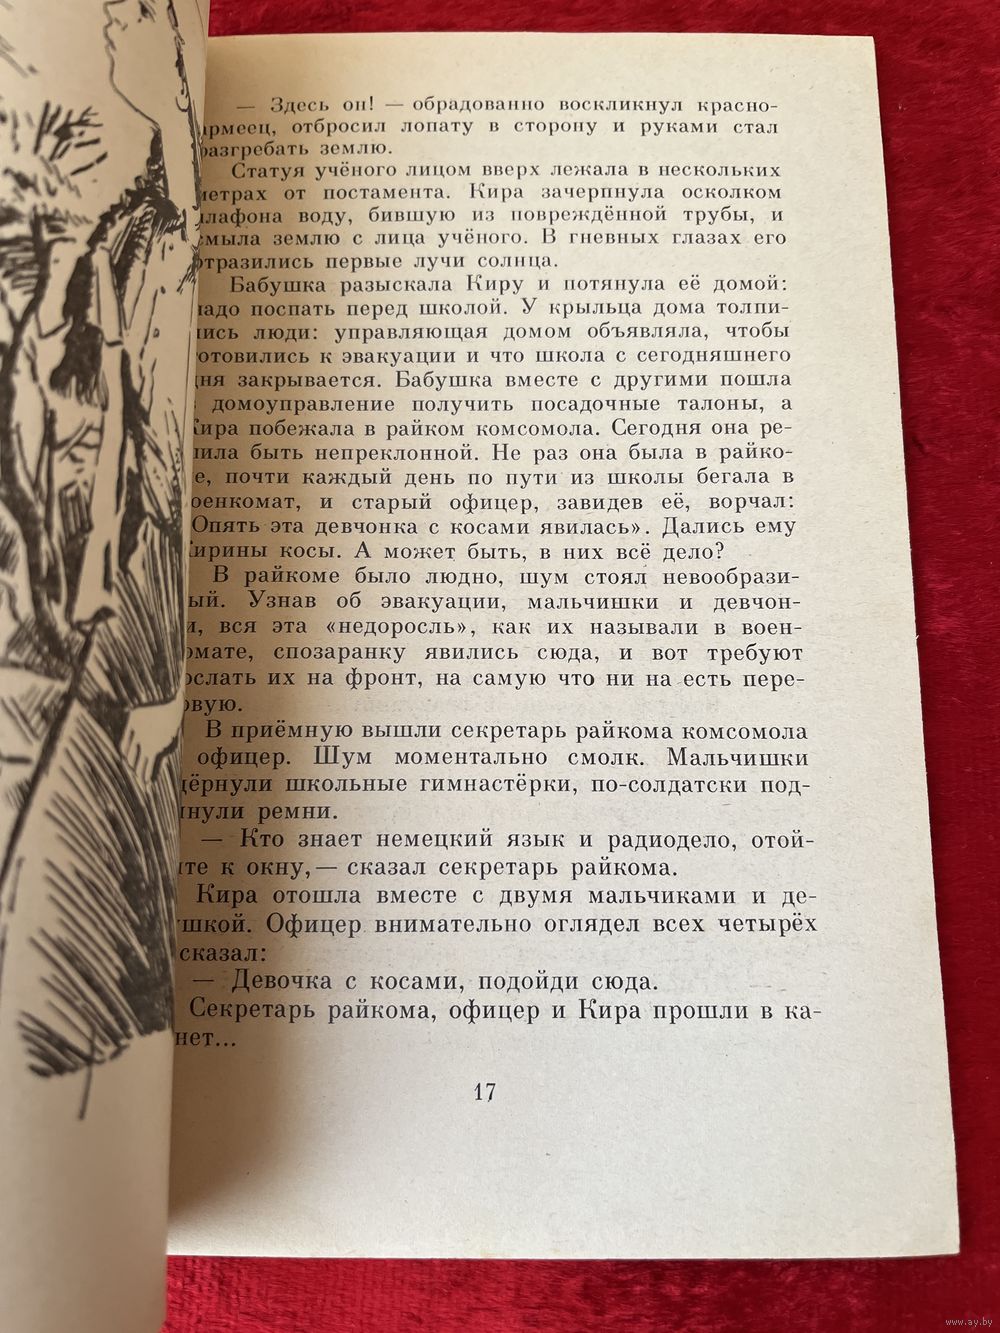 — Здесь он! — обрадованно воскликнул красно-
армеец, отбросил лопату в сторону и руками стал
разгребать землю.
Статуя учёного лицом вверх лежала в нескольких
метрах от постамента. Кира зачерпнула осколком
плафона воду, бившую из повреждённой трубы, и
смыла землю с лица учёного. В гневных глазах его
отразились первые лучи солнца.
Бабушка разыскала Киру и потянула её домой:
надо поспать перед школой. У крыльца дома толпи-
лись люди: управляющая домом объявляла, чтобы
готовились к эвакуации и что школа с сегодняшнего
дня закрывается. Бабушка вместе с другими пошла
домоуправление получить посадочные талоны, а
Кира побежала в райком комсомола. Сегодня она ре-
шила быть непреклонной. Не раз она была в райко-
ме, почти каждый день по пути из школы бегала в
военкомат, и старый офицер, завидев её, ворчал:
«Опять эта девчонка с косами явилась». Дались ему
Кирины косы. А может быть, в них всё дело?
В райкоме было людно, шум стоял невообрази-
мый. Узнав об эвакуации, мальчишки и девчон-
ки, вся эта «недоросль», как их называли в воен-
комате, спозаранку явились сюда, и вот требуют
послать их на фронт, на самую что ни на есть пере-
довую.
В приёмную вышли секретарь райкома комсомола
офицер. Шум моментально смолк. Мальчишки
одёрнули школьные гимнастёрки, по-солдатски под-
тянули ремни.
— Кто знает немецкий язык и радиодело, отой-
дите к окну,— сказал секретарь райкома.
Кира отошла вместе с двумя мальчиками и де-
вушкой. Офицер внимательно оглядел всех четырёх
сказал:
— Девочка с косами, подойди сюда.
Секретарь райкома, офицер и Кира прошли в ка-
бинет...
17
www.ay.by